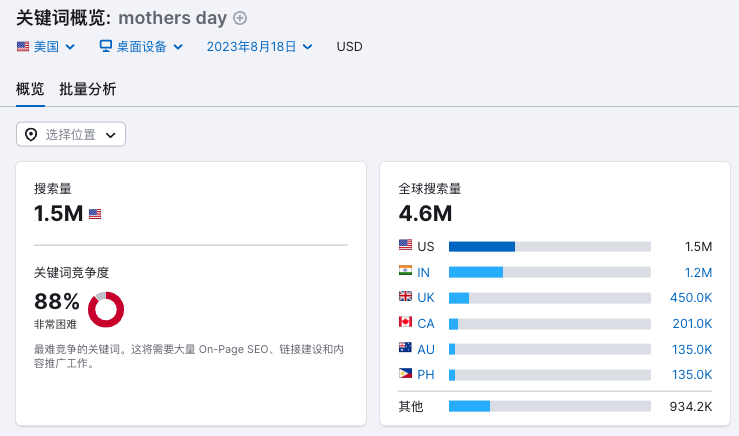 关键词概览: mothers day
美国 桌面设备 2023年8月18日 USD
概览 批量分析
选择位置
搜索量
1.5M
关键词竞争度
88%
非常困难
最难竞争的关键词。这将需要大量 On-Page SEO、链接建设和内
容推广工作。
全球搜索量
4.6M
US 1.5M
IN 1.2M
UK 450.0K
CA 201.0K
AU 135.0K
PH 135.0K
其他 934.2K